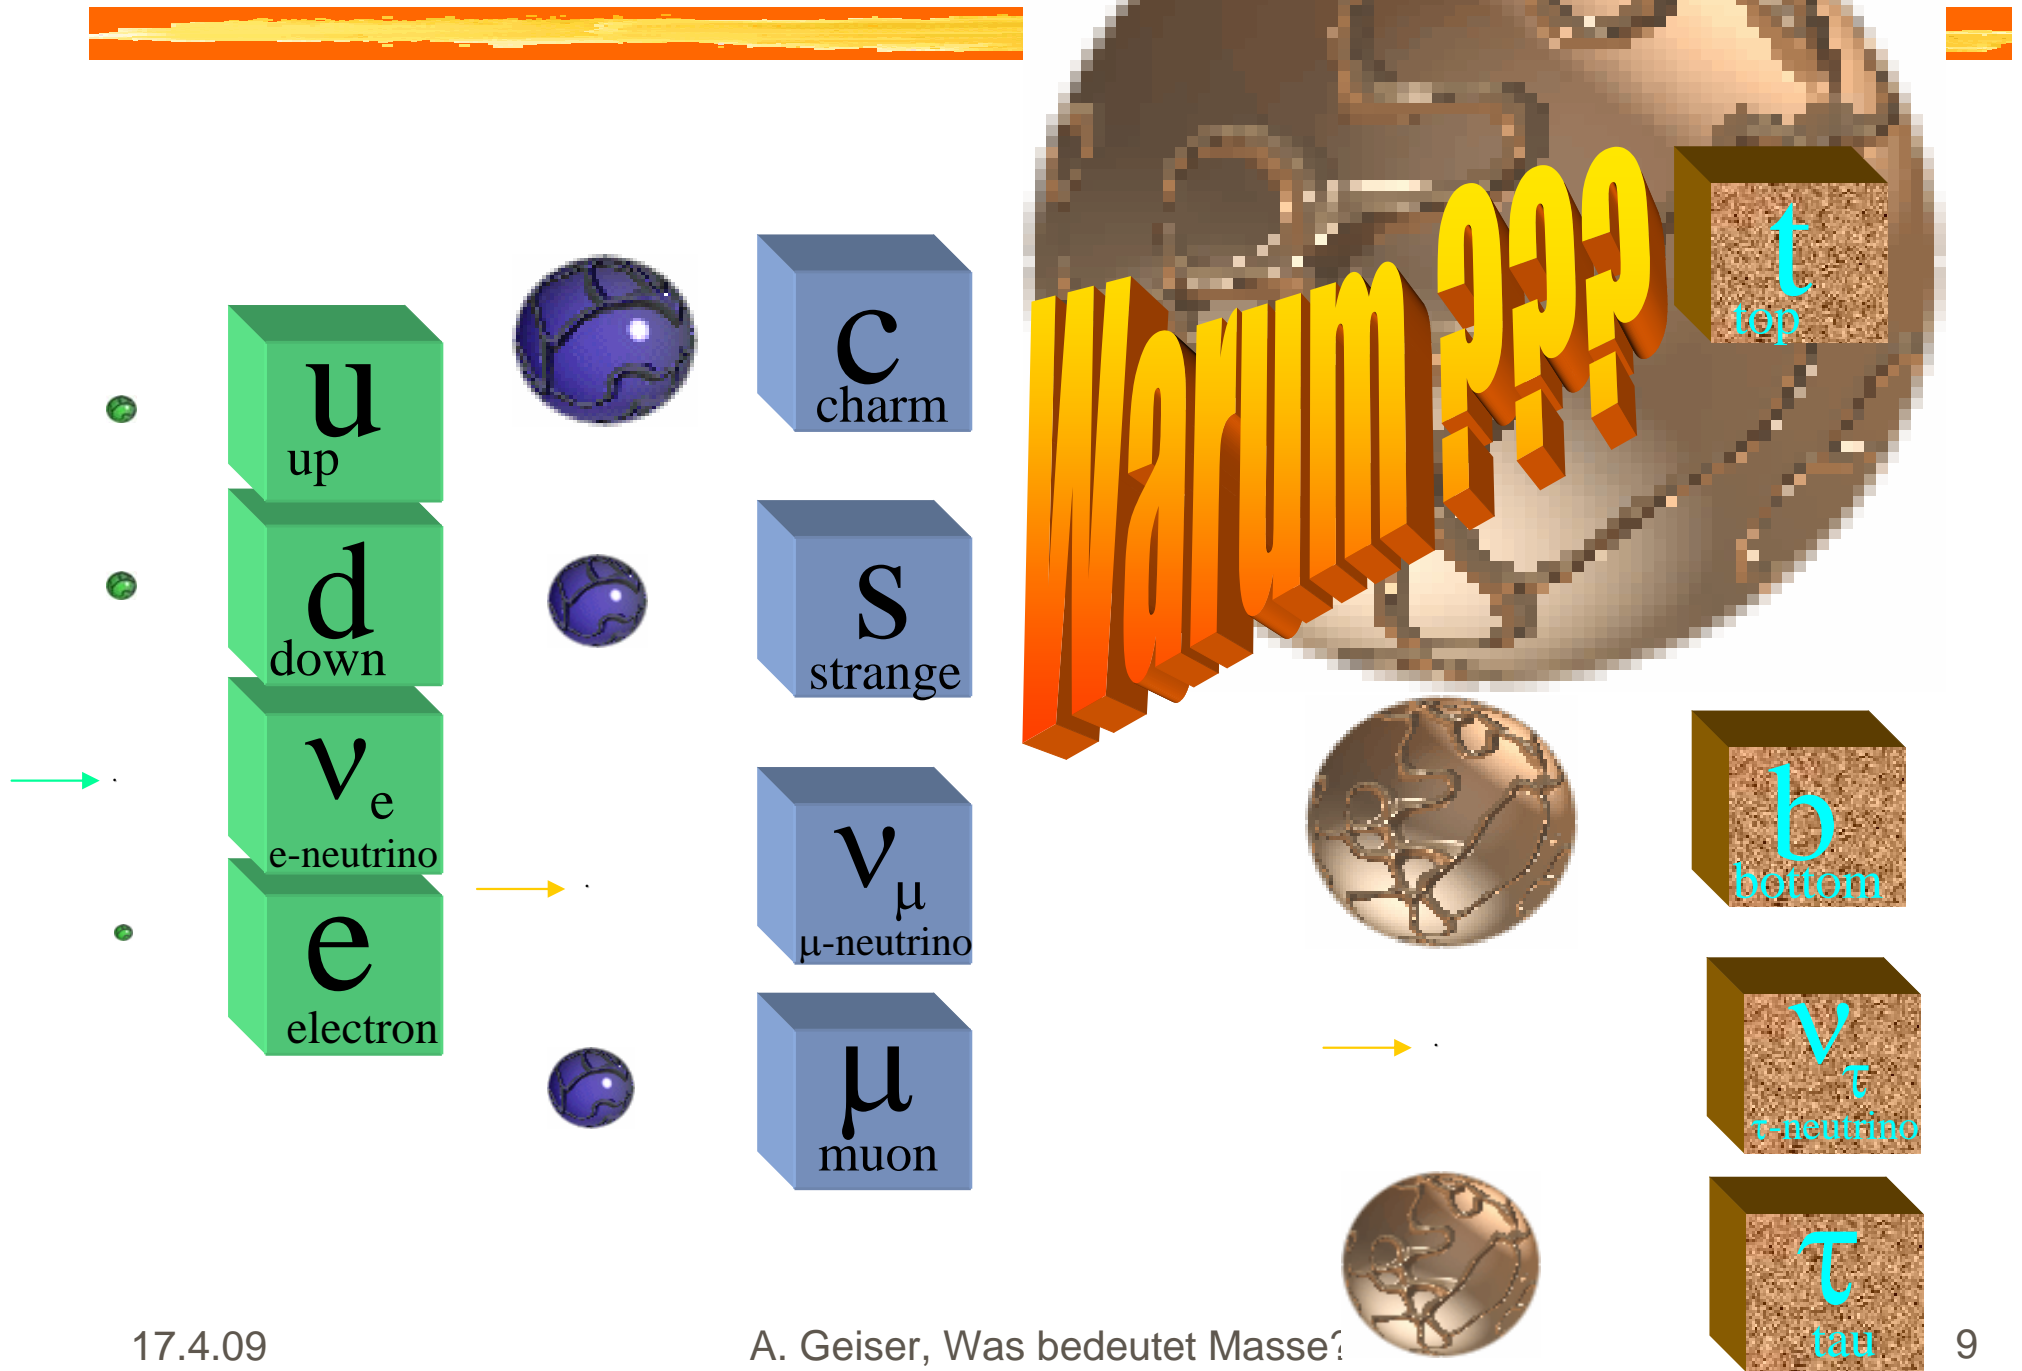 Warum ???
u
up
d
down
νe
e-neutrino
e
electron
c
charm
s
strange
νμ
μ-neutrino
μ
muon
t
top
b
bottom
ντ
τ-neutrino
τ
tau
17.4.09
A. Geiser, Was bedeutet Masse?
9